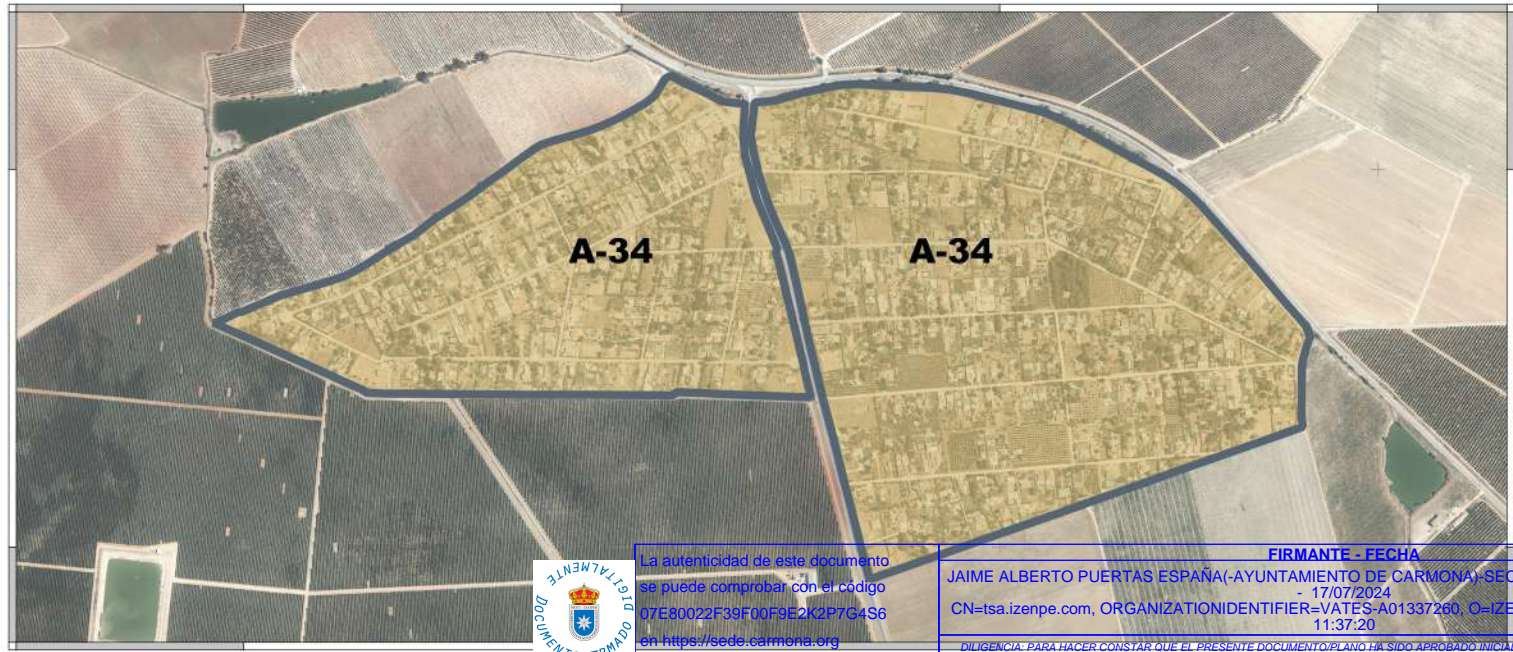 A-34
A-34
DOCUMENTO FIRMADO DIGITALMENTE
La autenticidad de este documento
se puede comprobar con el código
07E80022F39F00F9E2K2P7G4S6
en https://sede.carmona.org
FIRMANTE - FECHA
JAIME ALBERTO PUERTAS ESPAÑA(-AYUNTAMIENTO DE CARMONA)-SEC
- 17/07/2024
CN=tsa.izenpe.com, ORGANIZATIONIDENTIFIER=VATES-A01337260, O=IZE
11:37:20
DILIGENCIA: PARA HACER CONSTAR QUE EL PRESENTE DOCUMENTO/PLANO HA SIDO APROBADO INICIAL